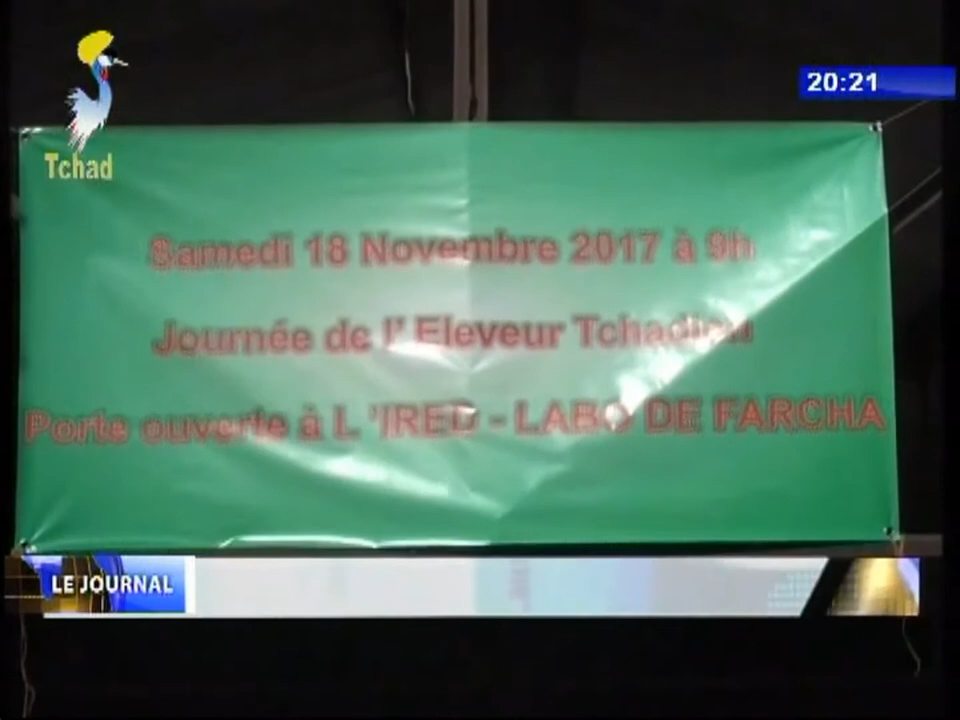 Tchad
20:21
Samedi 18 Novembre 2017 à 9h
Journée de l' Eleveur Tchadien
Porte ouverte à L 'IRED - LABO DE FARCHA
LE JOURNAL